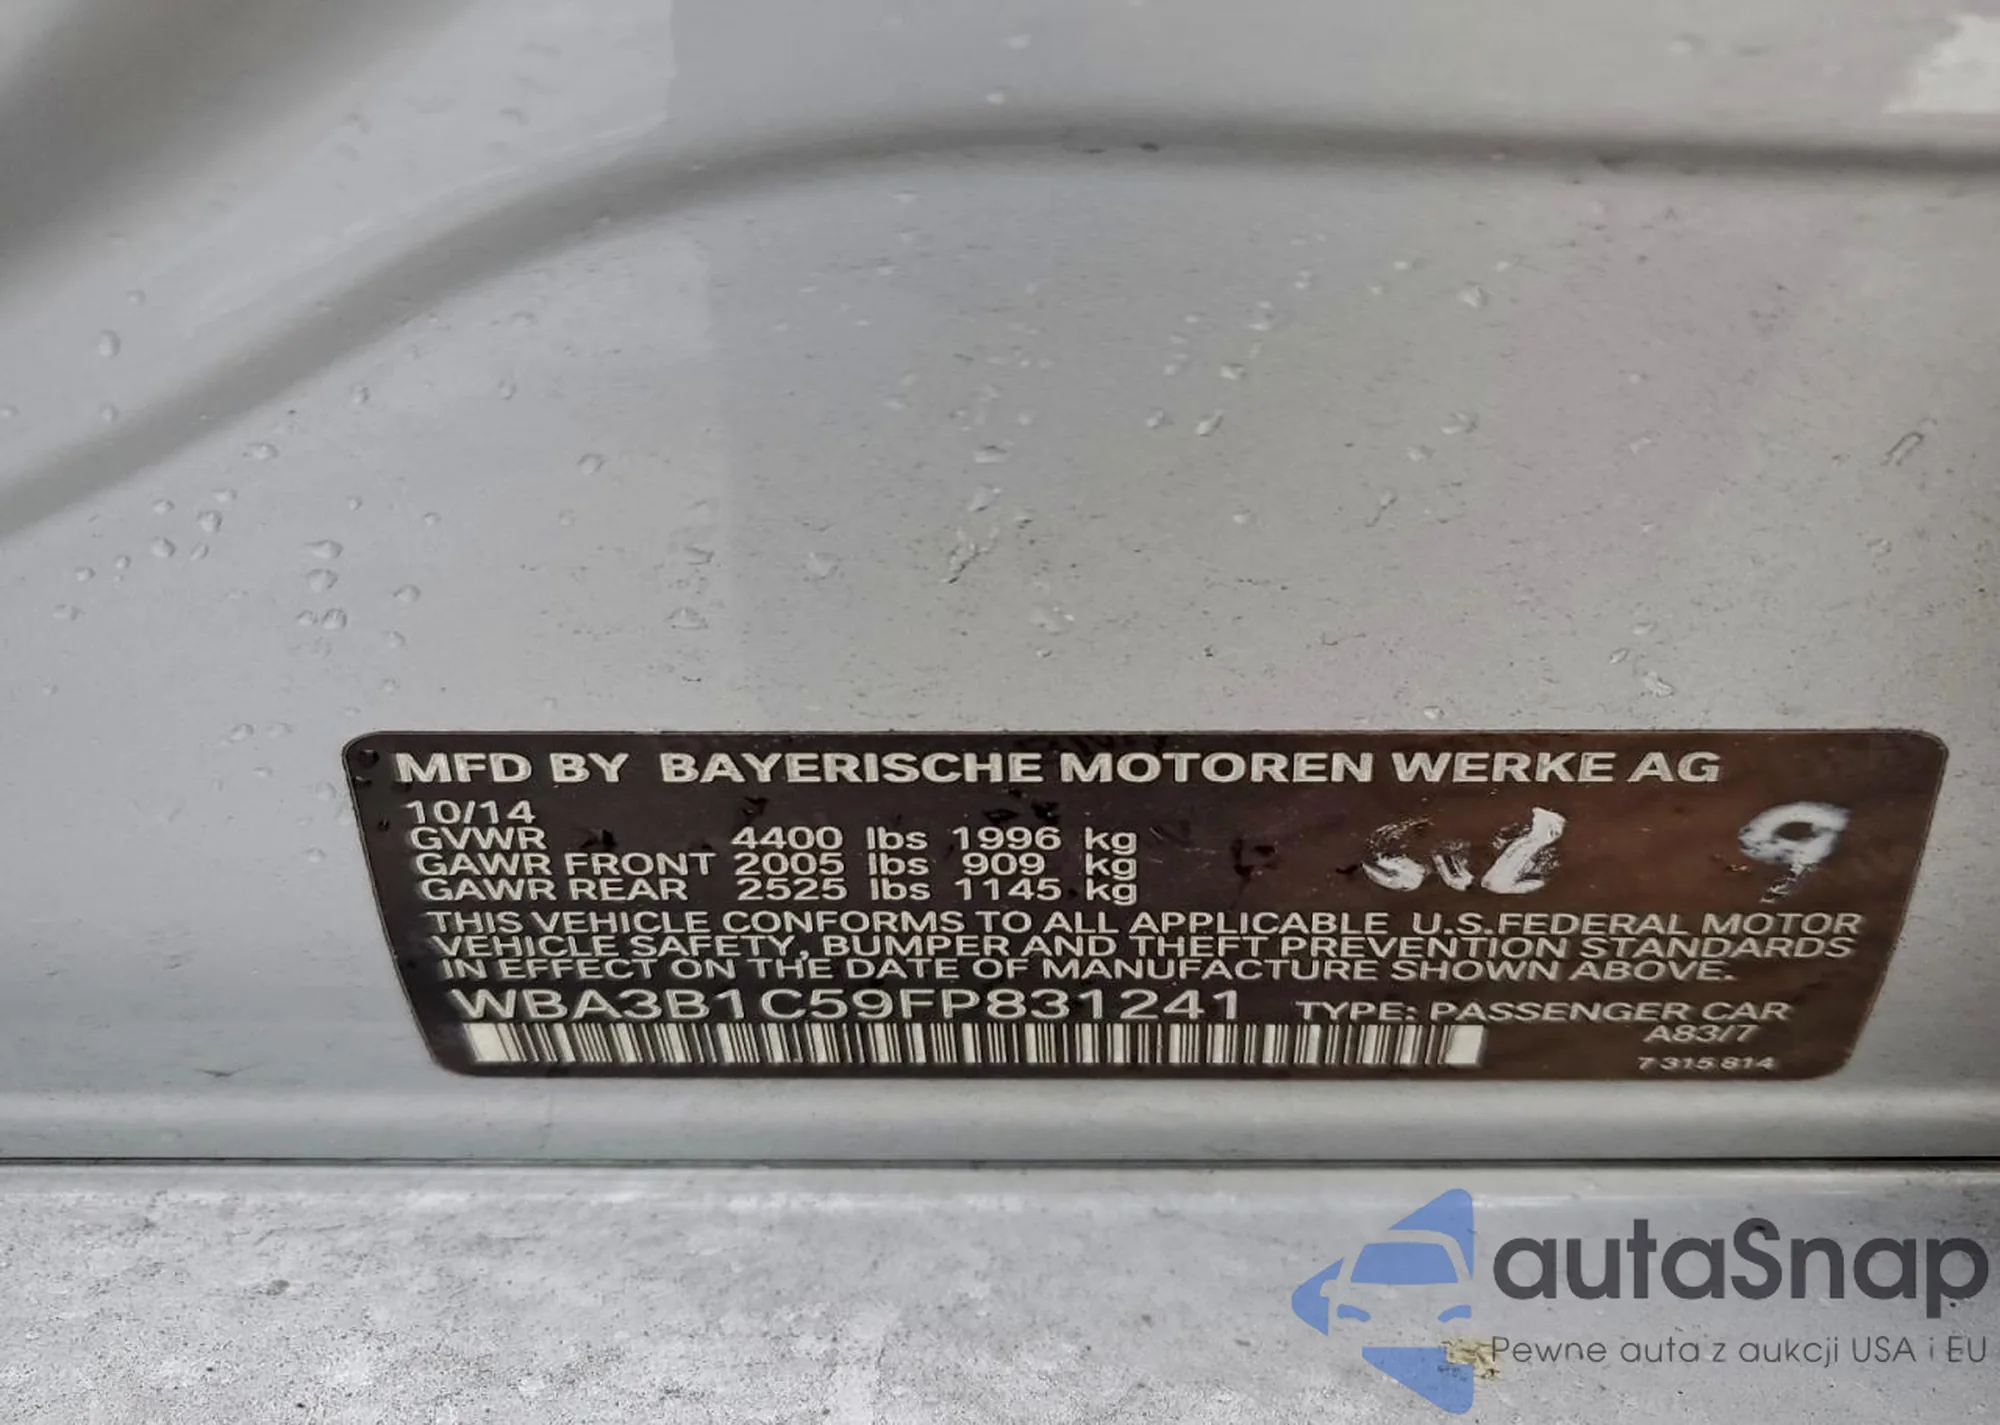 MFD BY BAYERISCHE MOTOREN WERKE AG
10/14
GVWR 4400 lbs 1996 kg
GAWR FRONT 2005 lbs 909 kg
GAWR REAR 2525 lbs 1145 kg
9
THIS VEHICLE CONFORMS TO ALL APPLICABLE U.S.FEDERAL MOTOR
VEHICLE SAFETY, BUMPER AND THEFT PREVENTION STANDARDS
IN EFFECT ON THE DATE OF MANUFACTURE SHOWN ABOVE.
WBA3B1C59FP831241 TYPE: PASSENGER CAR
A83/7
7 315 814
autaSnap
Pewne auta z aukcji USA i EU